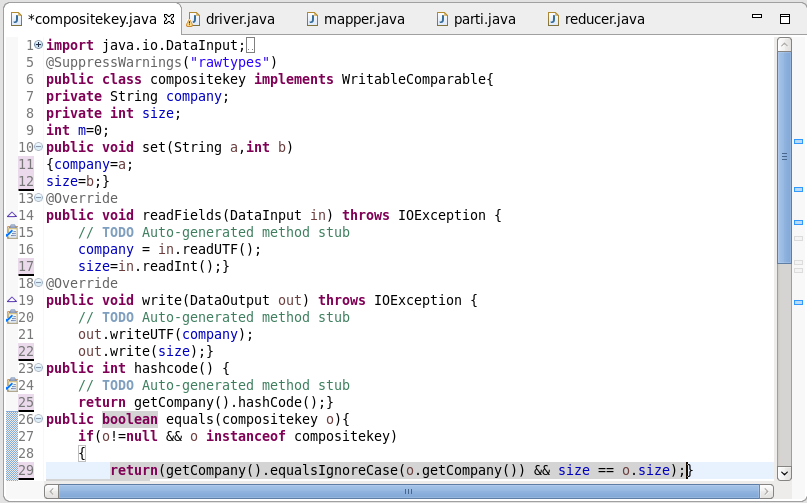 *compositekey.java driver.java mapper.java parti.java reducer.java
1 import java.io.DataInput;
5 @SuppressWarnings("rawtypes")
6 public class compositekey implements WritableComparable{
7 private String company;
8 private int size;
9 int m=0;
10 public void set(String a,int b)
11 {company=a;
12 size=b;}
13 @Override
14 public void readFields(DataInput in) throws IOException {
15 // TODO Auto-generated method stub
16 company = in.readUTF();
17 size=in.readInt();}
18 @Override
19 public void write(DataOutput out) throws IOException {
20 // TODO Auto-generated method stub
21 out.writeUTF(company);
22 out.write(size);}
23 public int hashcode() {
24 // TODO Auto-generated method stub
25 return getCompany().hashCode();}
26 public boolean equals(compositekey o){
27 if(o!=null && o instanceof compositekey)
28 {
29 return(getCompany().equalsIgnoreCase(o.getCompany()) && size == o.size);}